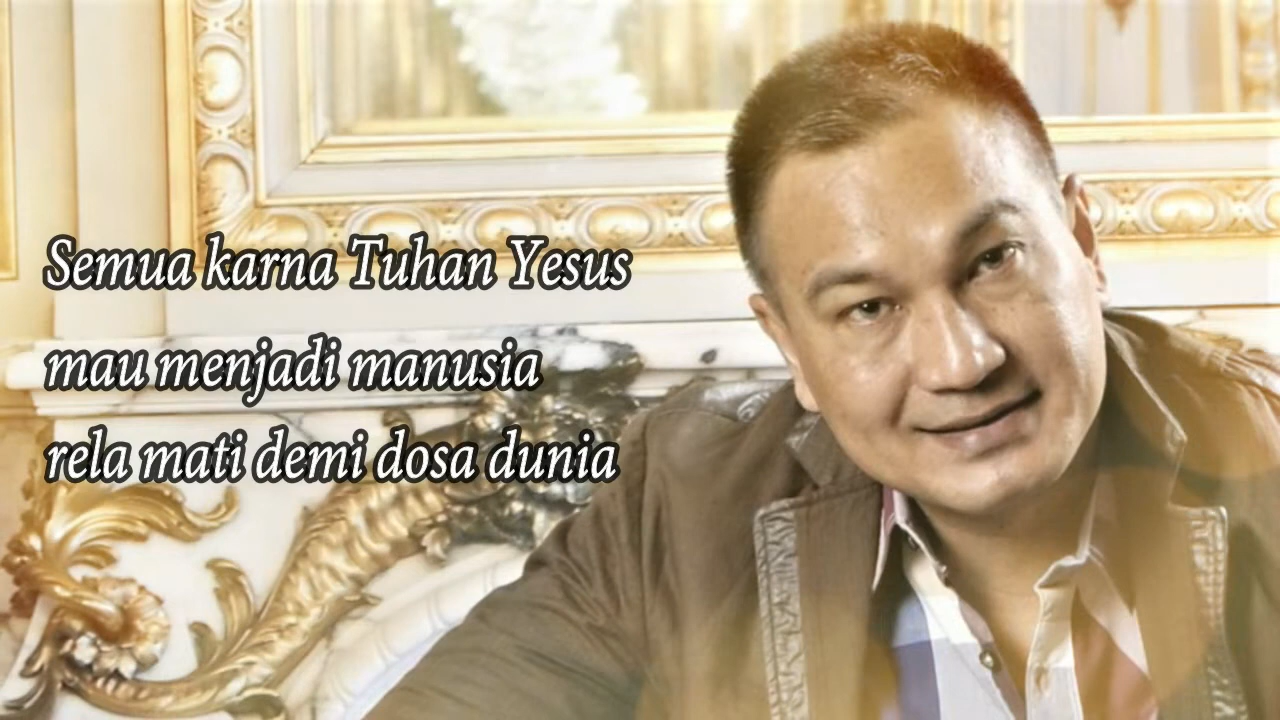 Semua karna Tuhan Yesus
mau menjadi manusia
rela mati demi dosa dunia